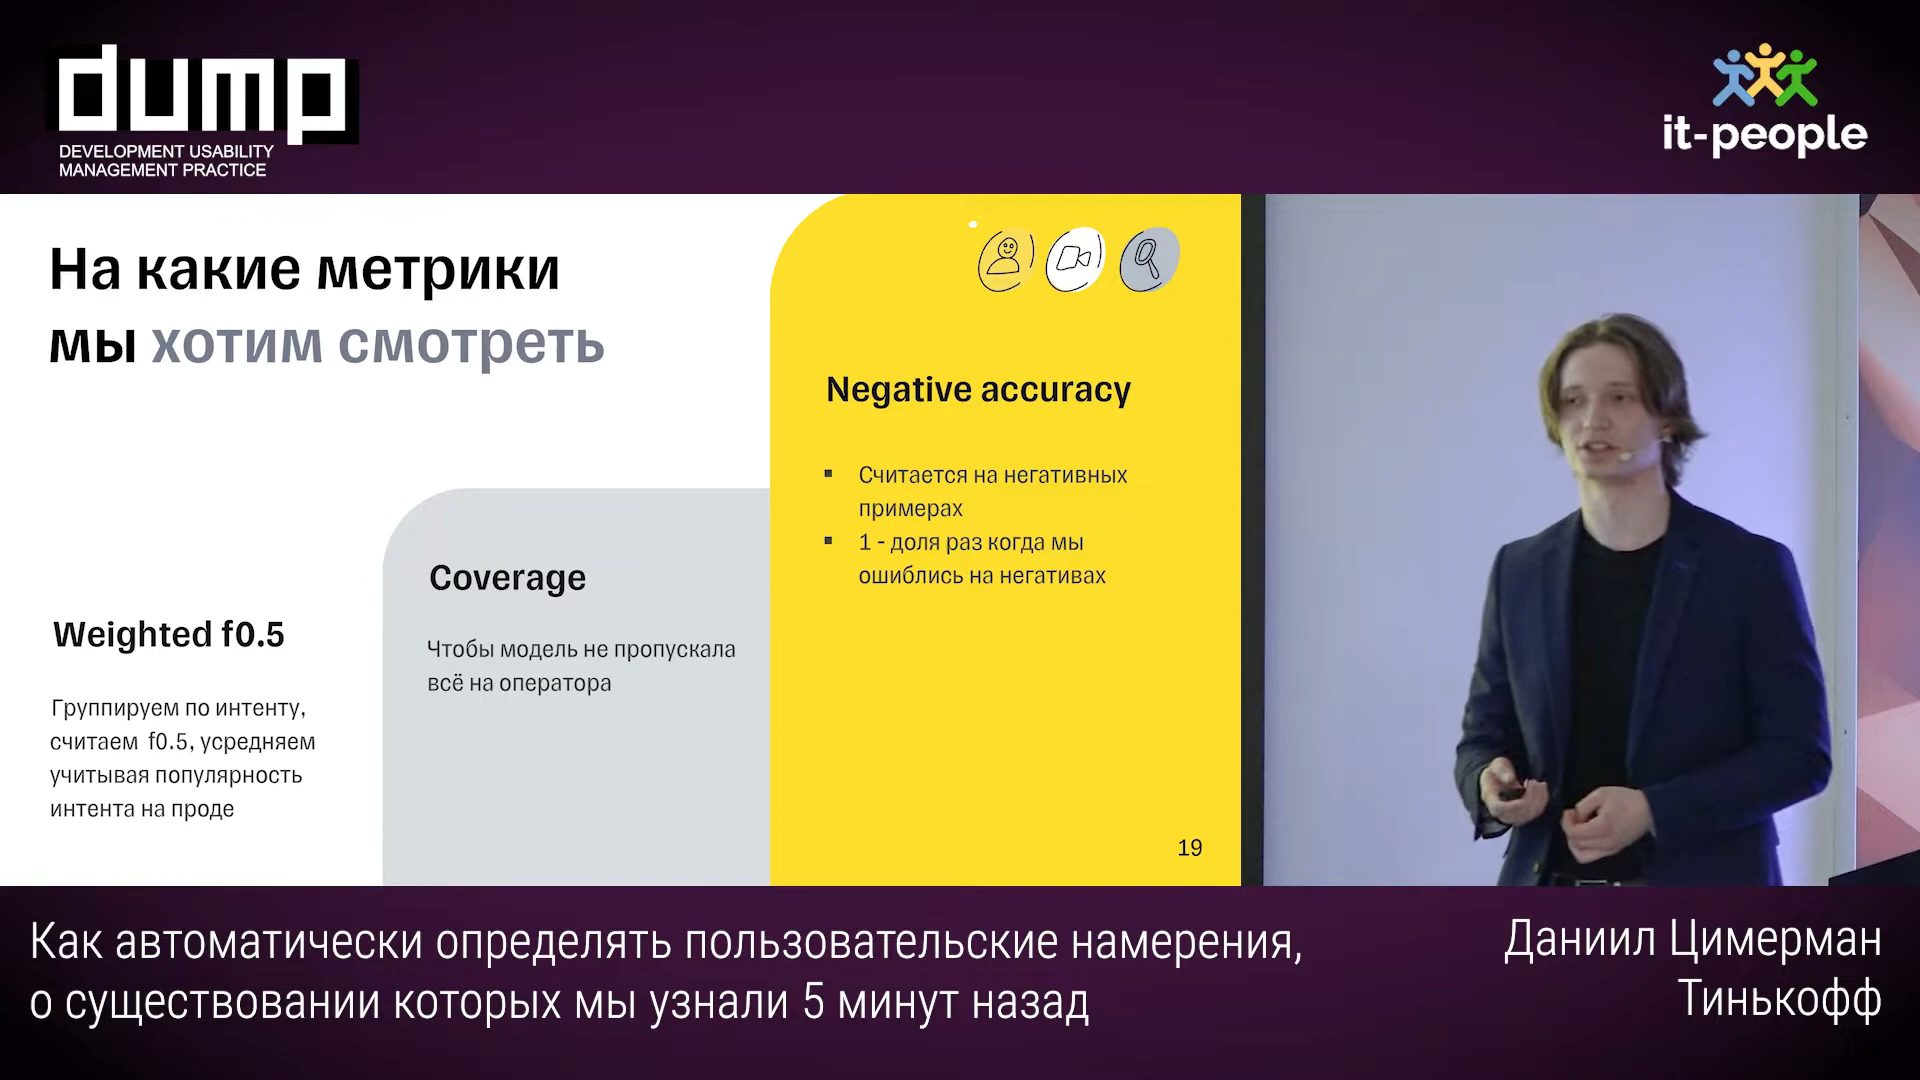 dump
DEVELOPMENT USABILITY
MANAGEMENT PRACTICE
it-people
На какие метрики
мы хотим смотреть
Weighted f0.5
Группируем по интенту,
считаем f0.5, усредняем
учитывая популярность
интента на проде
Coverage
Чтобы модель не пропускала
всё на оператора
Negative accuracy
▪ Считается на негативных
примерах
▪ 1 - доля раз когда мы
ошиблись на негативах
19
Как автоматически определять пользовательские намерения,
о существовании которых мы узнали 5 минут назад
Даниил Цимерман
Тинькофф